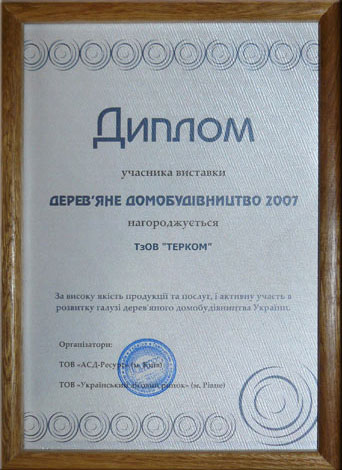 Диплом
учасника виставки
ДЕРЕВ'ЯНЕ ДОМОБУДІВНИЦТВО 2007
нагороджується
ТзОВ "ТЕРКОМ"
За високу якість продукції та послуг, і активну участь в
розвитку галузі дерев'яного домобудівництва України.
Організатори:
ТОВ «АСД-Ресурс» (м. Київ)
ТОВ «Український лісовий ринок» (м. Рівне)